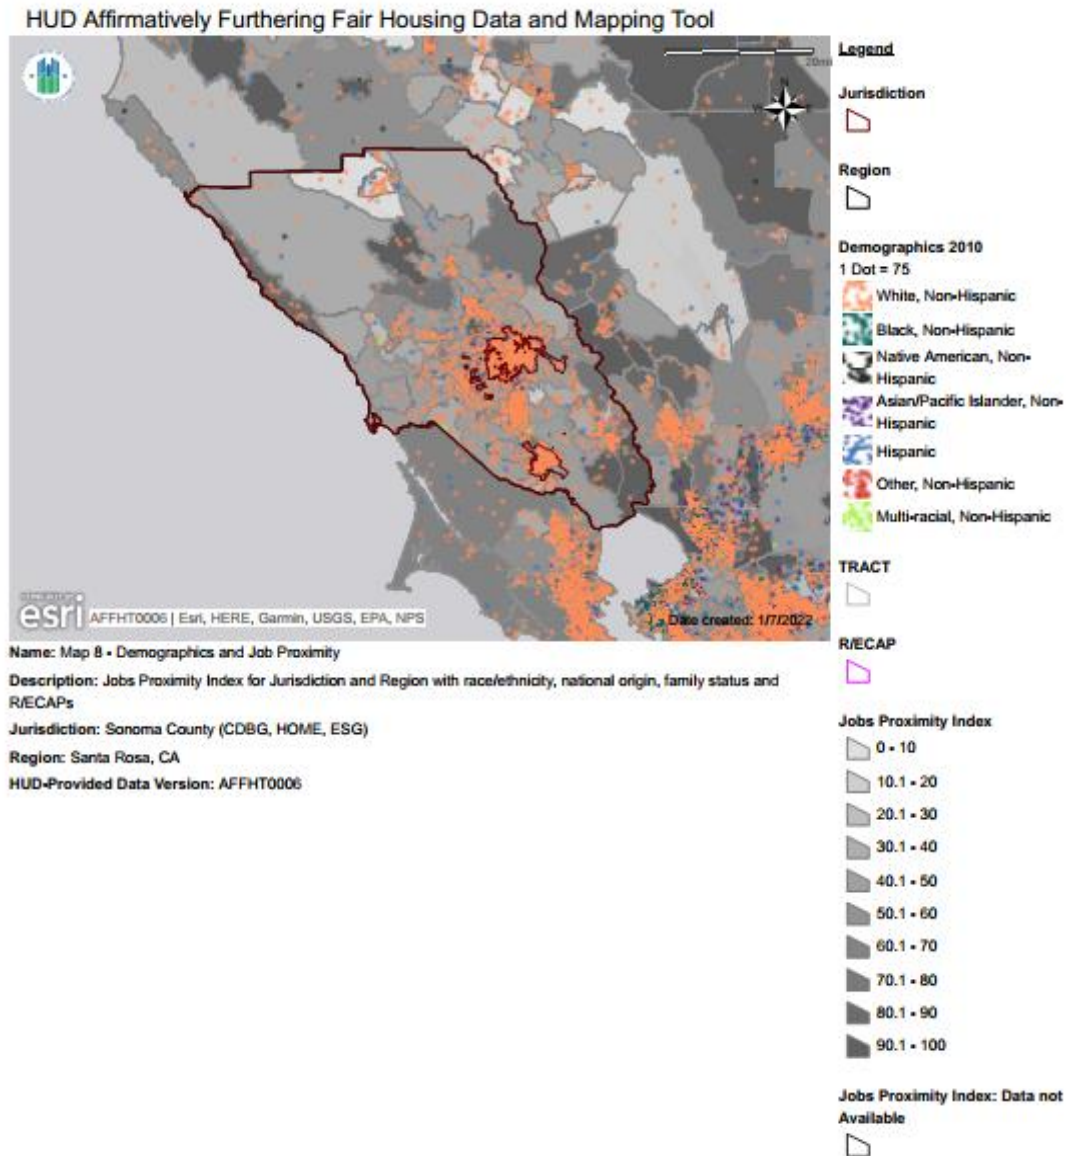 HUD Affirmatively Furthering Fair Housing Data and Mapping Tool
20mi
N
esri
AFFHT0006 | Esri, HERE, Garmin, USGS, EPA, NPS
Date created: 1/7/2022
Name: Map 8 - Demographics and Job Proximity
Description: Jobs Proximity Index for Jurisdiction and Region with race/ethnicity, national origin, family status and
R/ECAPs
Jurisdiction: Sonoma County (CDBG, HOME, ESG)
Region: Santa Rosa, CA
HUD-Provided Data Version: AFFHT0006
Legend
Jurisdiction
Region
Demographics 2010
1 Dot = 75
White, Non-Hispanic
Black, Non-Hispanic
Native American, Non-
Hispanic
Asian/Pacific Islander, Non-
Hispanic
Hispanic
Other, Non-Hispanic
Multi-racial, Non-Hispanic
TRACT
R/ECAP
Jobs Proximity Index
0 - 10
10.1 - 20
20.1 - 30
30.1 - 40
40.1 - 50
50.1 - 60
60.1 - 70
70.1 - 80
80.1 - 90
90.1 - 100
Jobs Proximity Index: Data not
Available